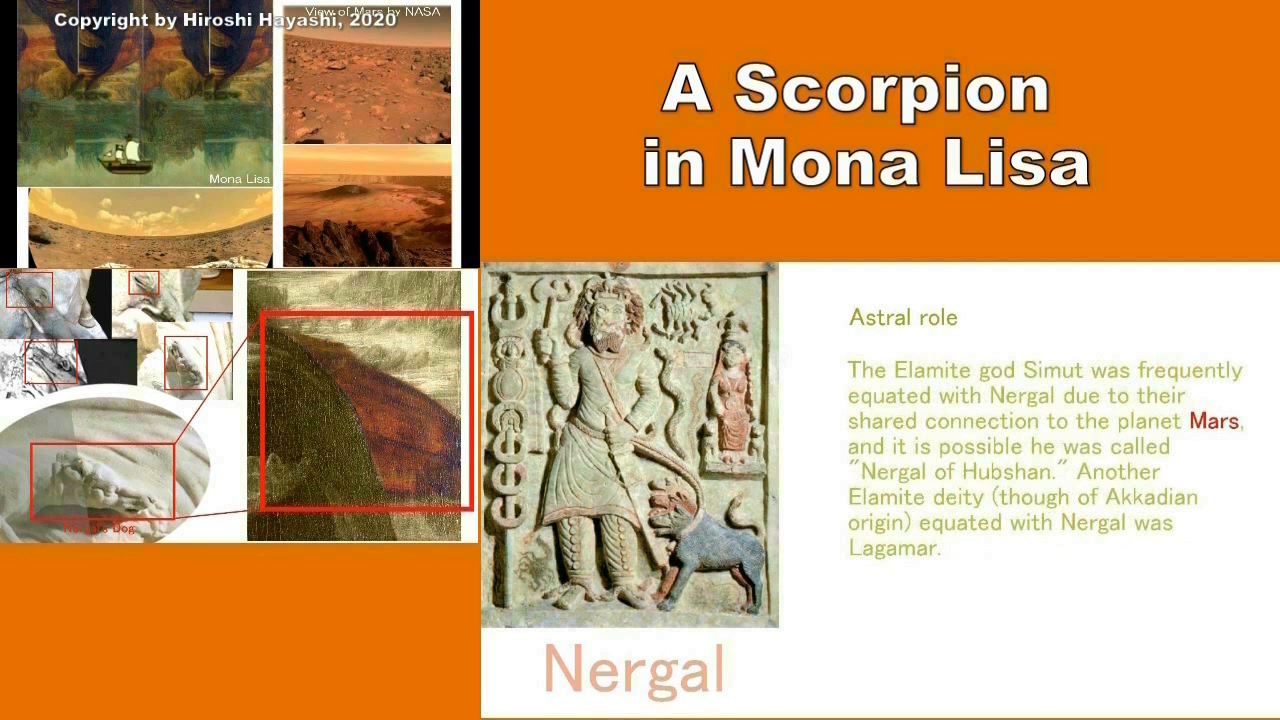 Copyright by Hiroshi Hayashi, 2020
View of Mars by NASA
Mona Lisa
A Scorpion
in Mona Lisa
Astral role
The Elamite god Simut was frequently
equated with Nergal due to their
shared connection to the planet Mars,
and it is possible he was called
"Nergal of Hubshan." Another
Elamite deity (though of Akkadian
origin) equated with Nergal was
Lagamar.
Dog
Nergal